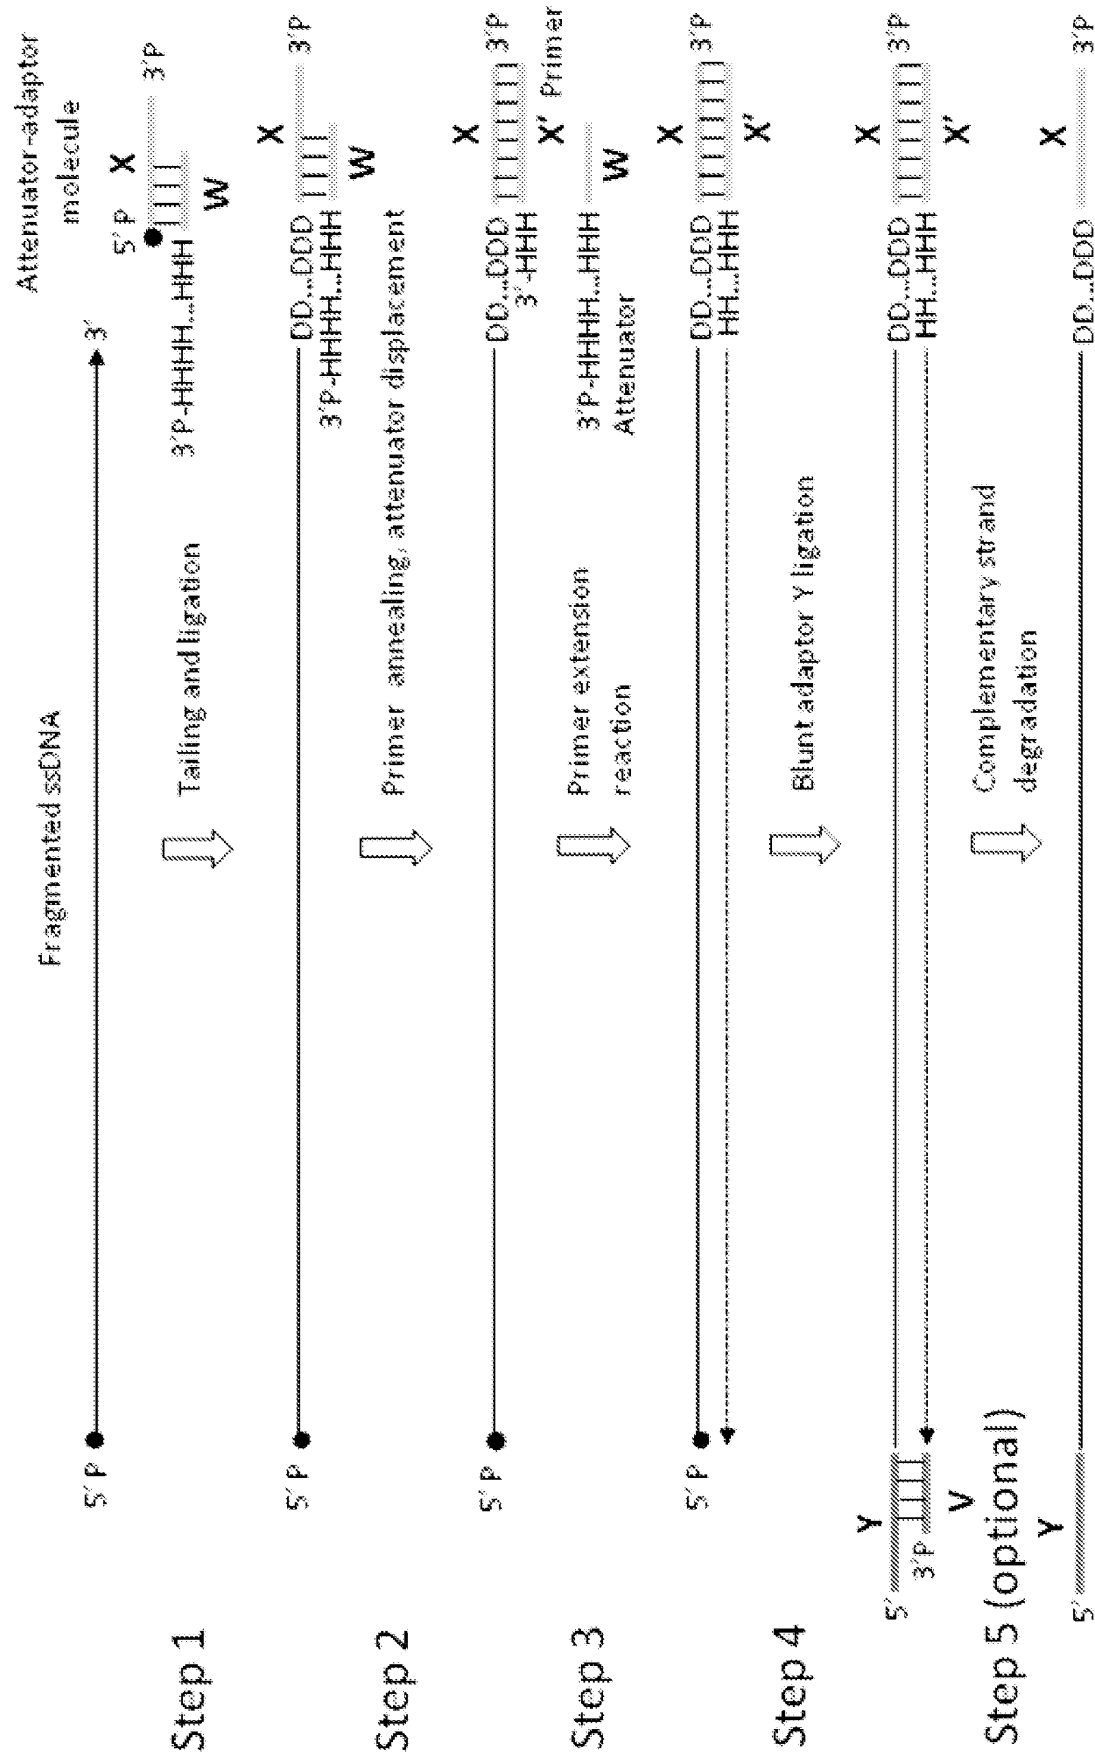 Attenuator-adaptor
molecule
Fragmented ssDNA
3´
5´ P
5´ P X 3´P
3´P-HHHH...HHH
W
Step 1
Tailing and ligation
X
5´ P
DD...DDD 3´P
3´P-HHHH...HHH
W
Step 2
Primer annealing, attenuator displacement
X
5´ P
DD...DDD 3´P
3´-HHH X' Primer
3´P-HHHH...HHH W
Attenuator
Step 3
Primer extension
reaction
X
5´ P
DD...DDD 3´P
HH...HHH X'
Step 4
Blunt adaptor Y ligation
Y X
5´ DD...DDD 3´P
3´P HH...HHH
V X'
Step 5 (optional)
Complementary strand
degradation
Y X
5´ DD...DDD 3´P